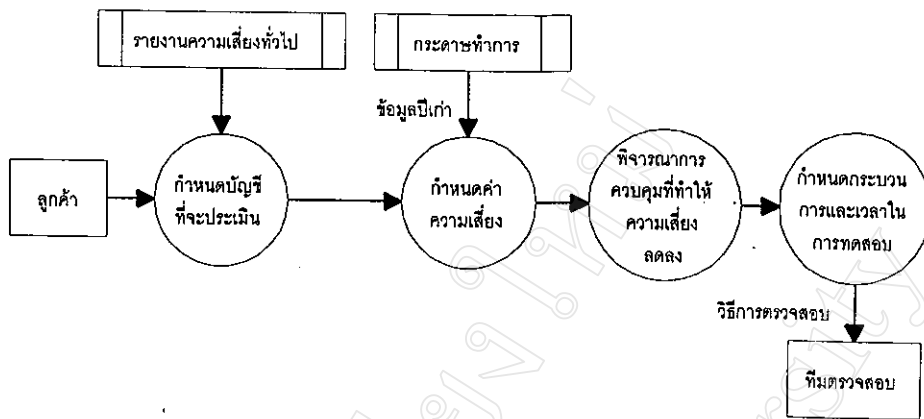 รายงานความเสี่ยงทั่วไป
กระดาษทำการ
ข้อมูลปีเก่า
ลูกค้า
กำหนดบัญชี
ที่จะประเมิน
กำหนดค่า
ความเสี่ยง
พิจารณาการ
ควบคุมที่ทำให้
ความเสี่ยง
ลดลง
กำหนดกระบวน
การและเวลาใน
การทดสอบ
วิธีการตรวจสอบ
ทีมตรวจสอบ